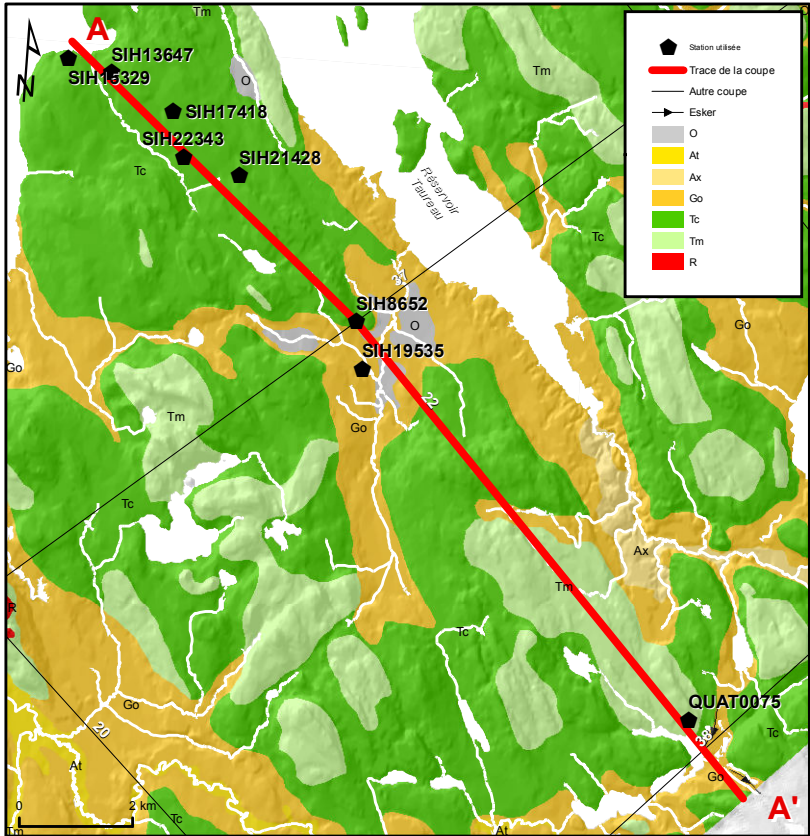 Tm
A
N
SIH13647
SIH15329
O
Tm
SIH17418
SIH22343
SIH21428
Tc
Réservoir
Taureau
Tc
37
SIH8652
O
SIH19535
Go
Go
22
Tm
Go
Tc
Ax
Tm
R
Tc
Go
QUAT0075
20
38
Tc
At
Go
A'
0
2 km
Tc
Tm
At
Station utilisée
Trace de la coupe
Autre coupe
Esker
O
At
Ax
Go
Tc
Tm
R